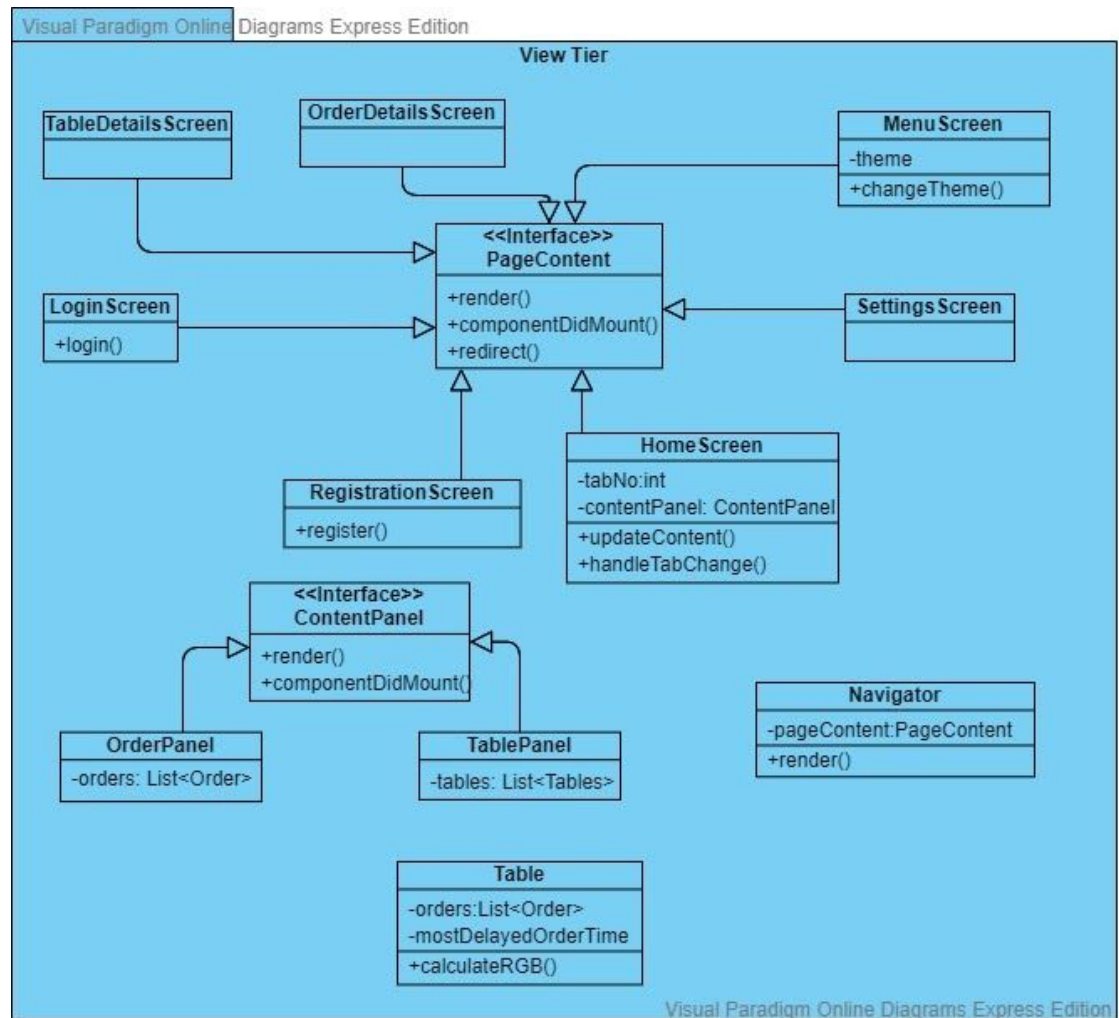 Visual Paradigm Online Diagrams Express Edition
View Tier
TableDetailsScreen
OrderDetailsScreen
MenuScreen
-theme
+changeTheme()
<<Interface>>
PageContent
+render()
+componentDidMount()
+redirect()
LoginScreen
+login()
SettingsScreen
RegistrationScreen
+register()
HomeScreen
-tabNo:int
-contentPanel: ContentPanel
+updateContent()
+handleTabChange()
<<Interface>>
ContentPanel
+render()
+componentDidMount()
OrderPanel
-orders: List<Order>
TablePanel
-tables: List<Tables>
Navigator
-pageContent:PageContent
+render()
Table
-orders:List<Order>
-mostDelayedOrderTime
+calculateRGB()
Visual Paradigm Online Diagrams Express Edition